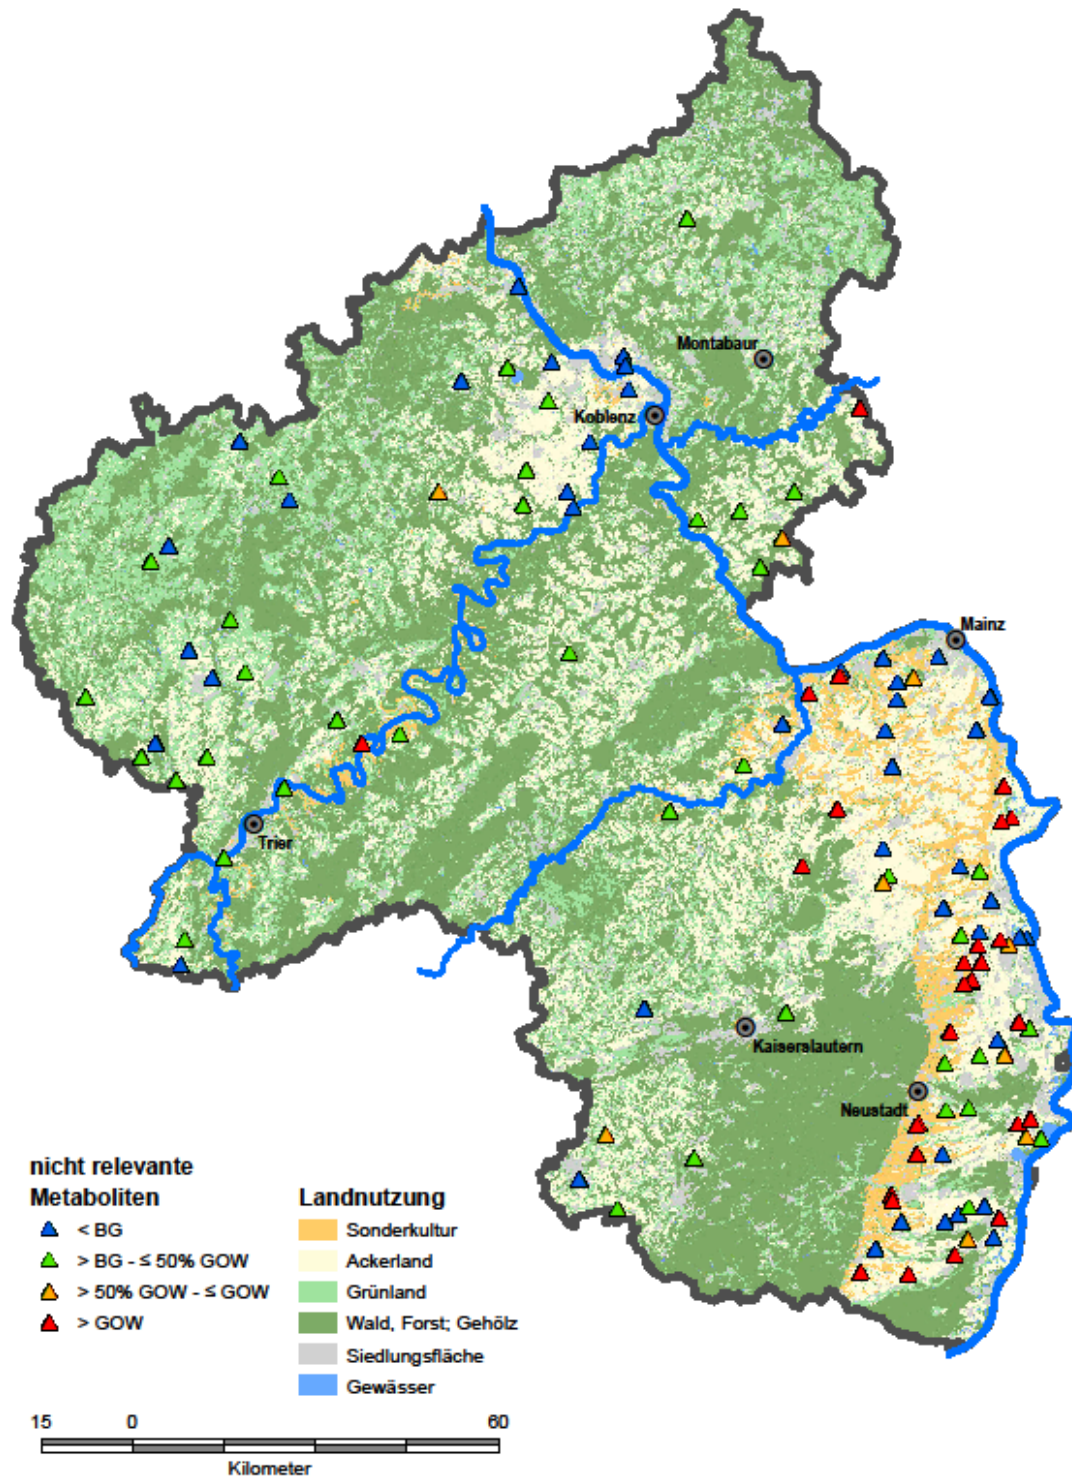 Montabaur
Koblenz
Mainz
Trier
Kaiserslautern
Neustadt
nicht relevante
Metaboliten
< BG
> BG - ≤ 50% GOW
> 50% GOW - ≤ GOW
> GOW
Landnutzung
Sonderkultur
Ackerland
Grünland
Wald, Forst; Gehölz
Siedlungsfläche
Gewässer
15 0 60
Kilometer